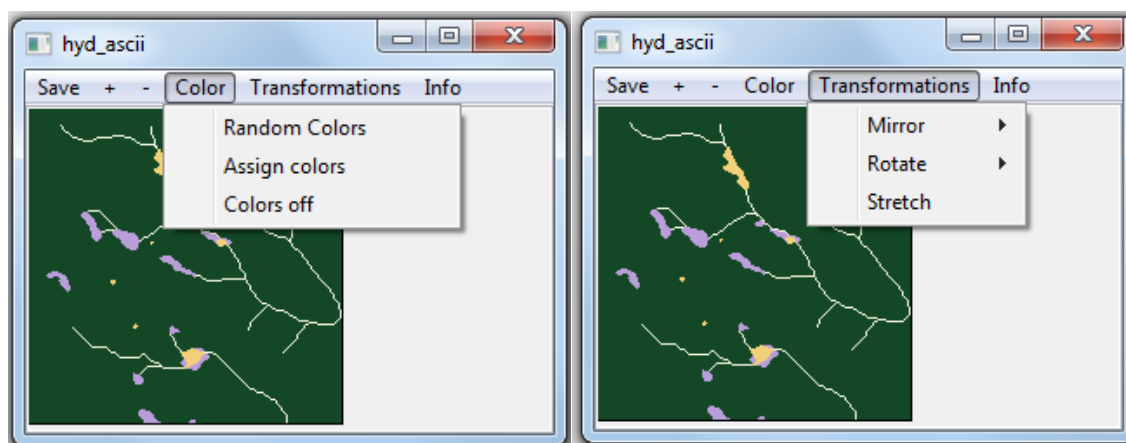 hyd_ascii
Save + - Color Transformations Info
Random Colors
Assign colors
Colors off
hyd_ascii
Save + - Color Transformations Info
Mirror
Rotate
Stretch